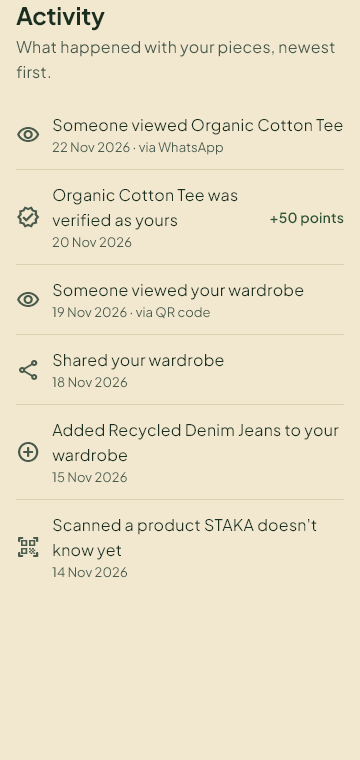 Activity
What happened with your pieces, newest
first.
Someone viewed Organic Cotton Tee
22 Nov 2026 · via WhatsApp
Organic Cotton Tee was
verified as yours
+50 points
20 Nov 2026
Someone viewed your wardrobe
19 Nov 2026 · via QR code
Shared your wardrobe
18 Nov 2026
Added Recycled Denim Jeans to your
wardrobe
15 Nov 2026
Scanned a product STAKA doesn't
know yet
14 Nov 2026